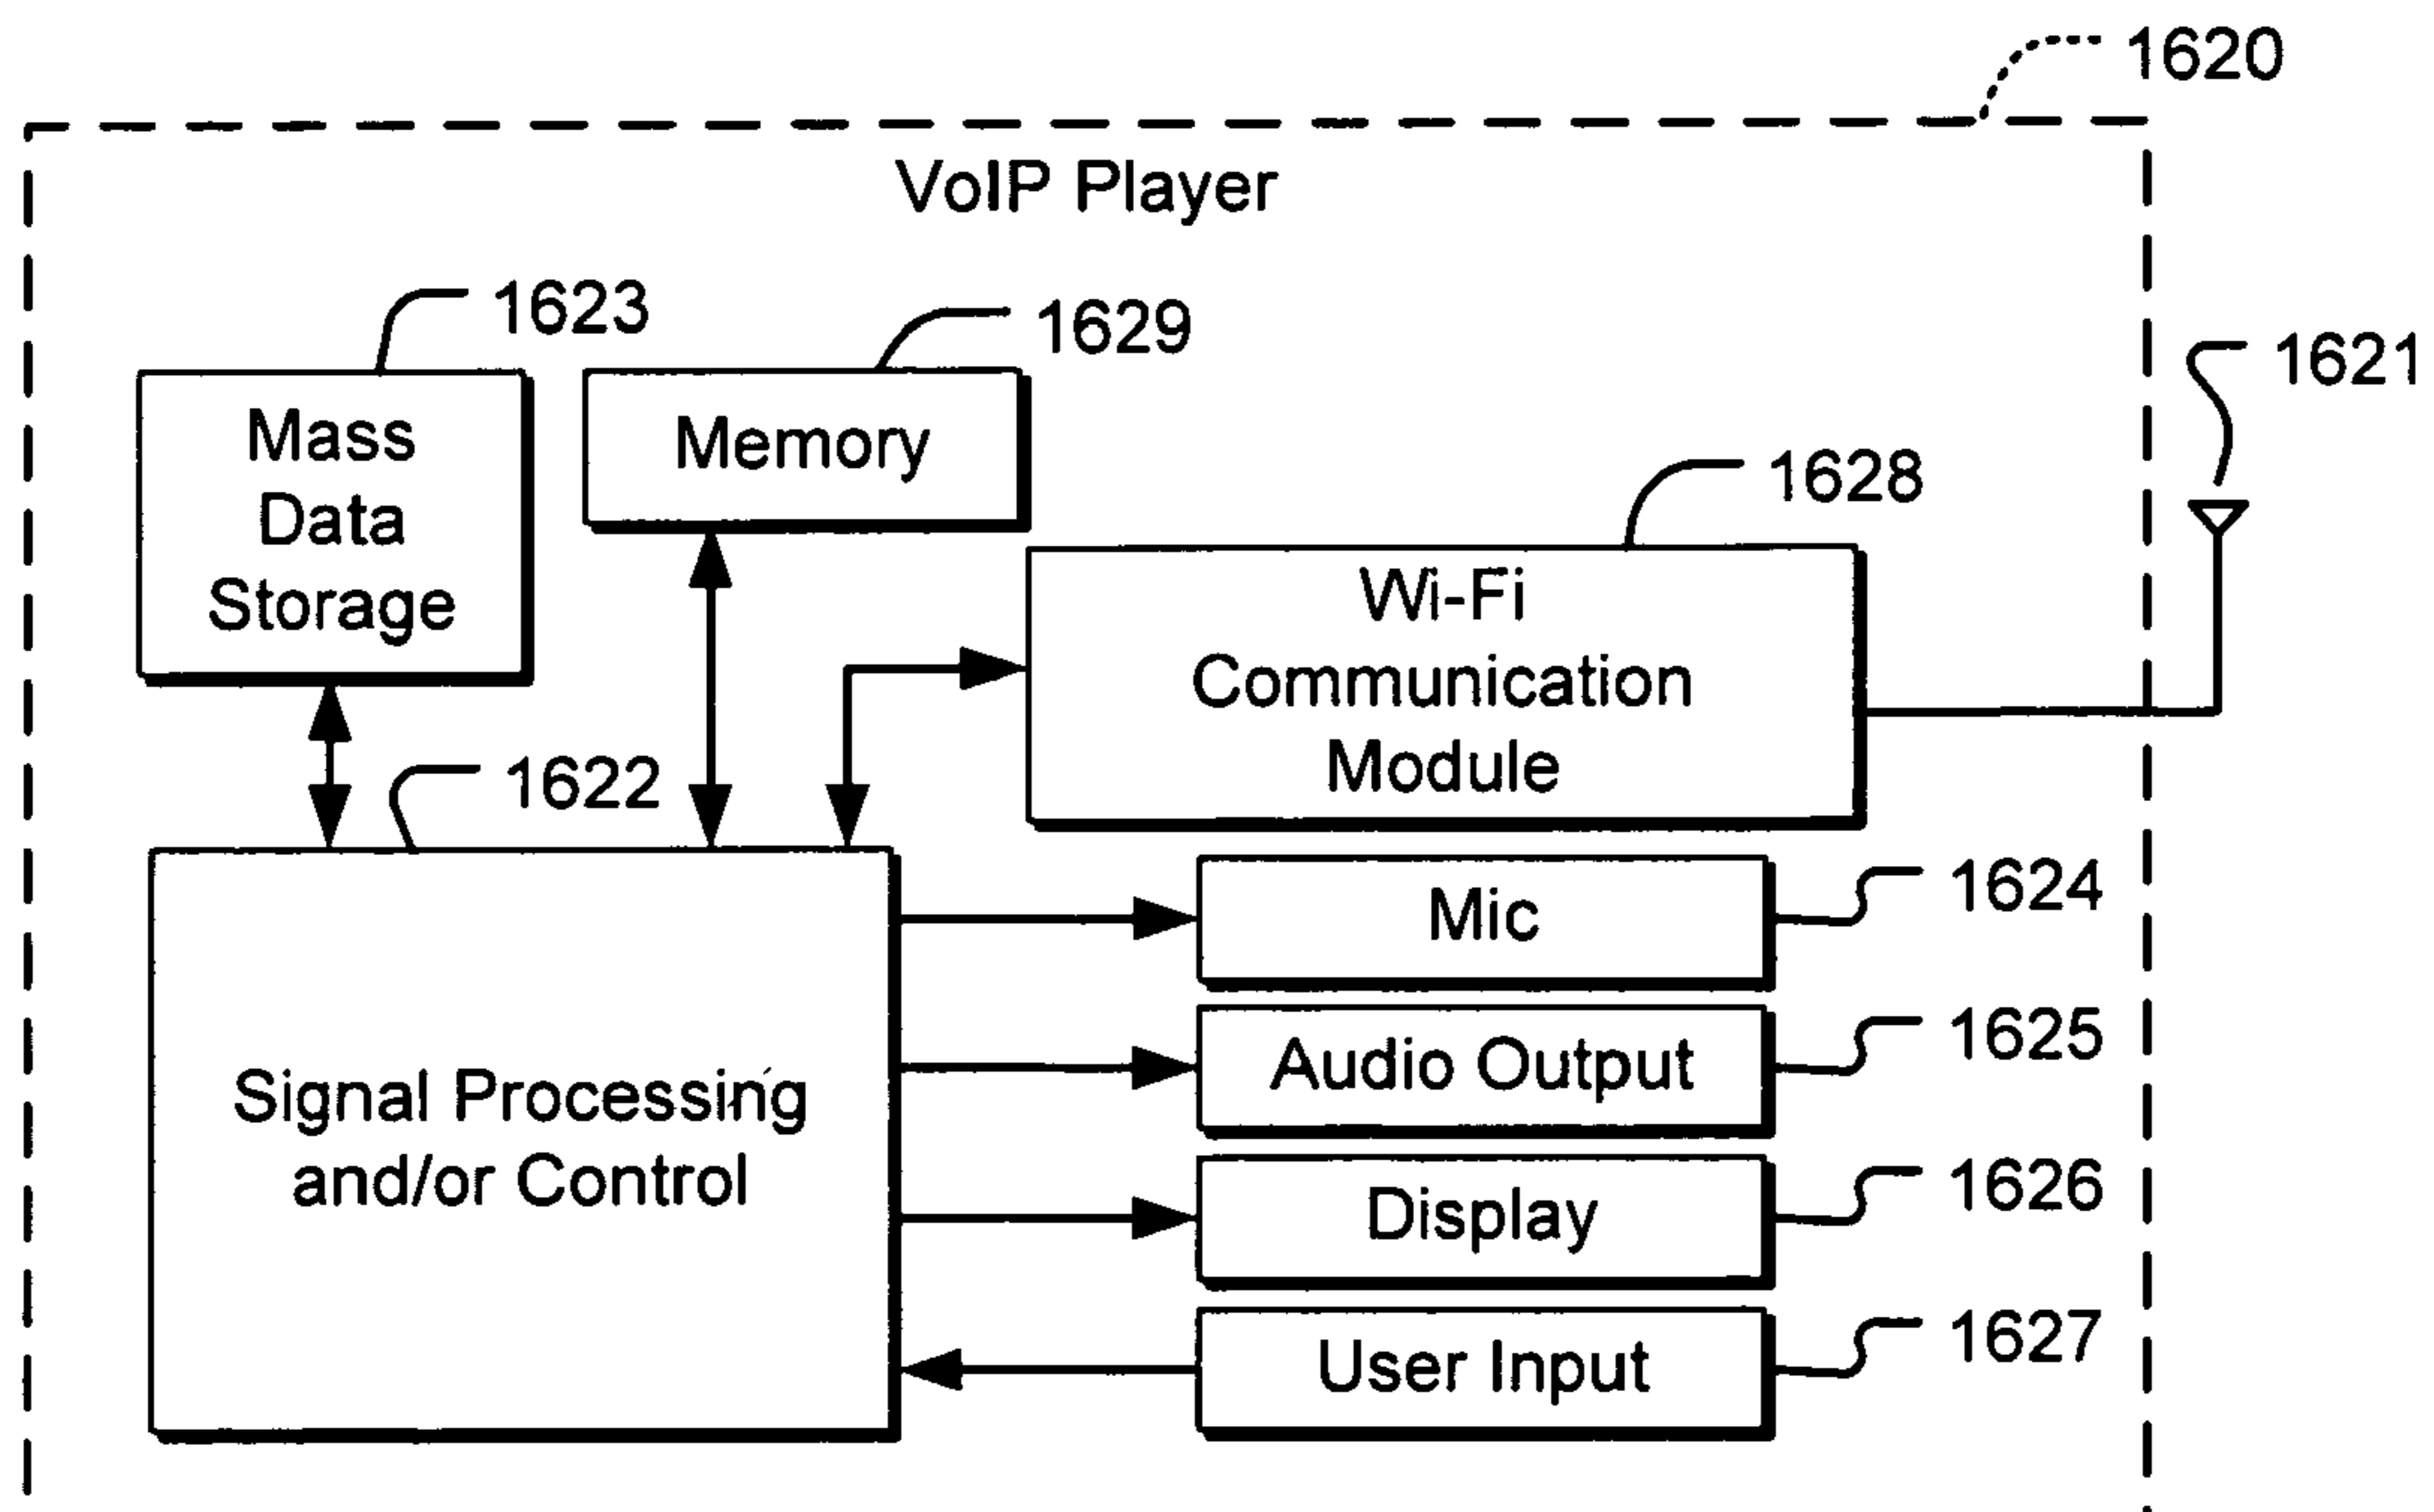 1620
VoIP Player
1623
1629
1621
Mass
Data
Storage
Memory
1628
Wi-Fi
Communication
Module
1622
Mic
1624
Signal Processing
and/or Control
Audio Output
1625
Display
1626
User Input
1627